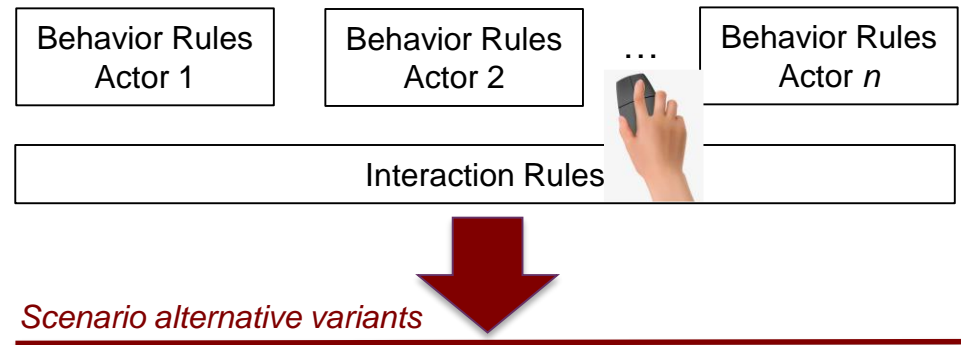 Behavior Rules
Actor 1
Behavior Rules
Actor 2
...
Behavior Rules
Actor n
Interaction Rules
Scenario alternative variants